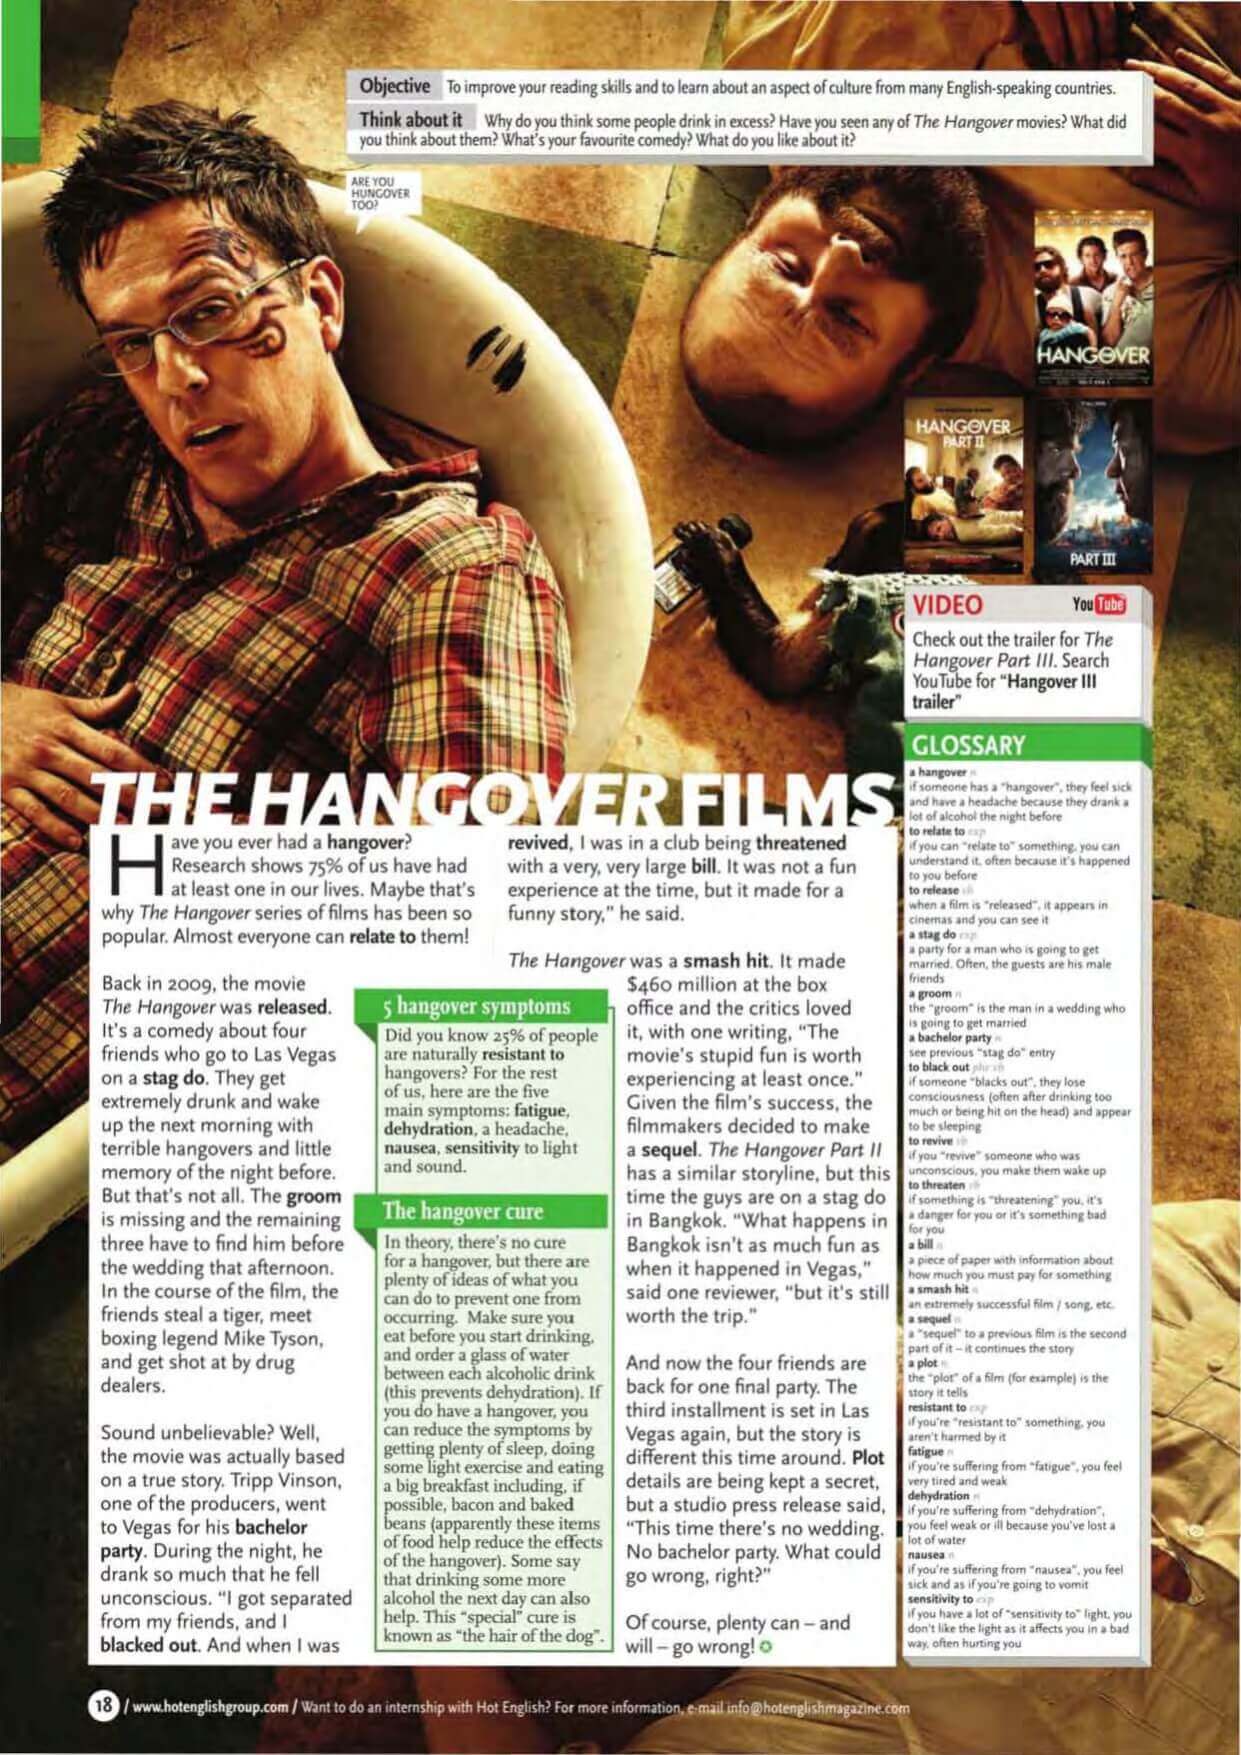 Objective To improve your reading skills and to learn about an aspect of culture from many English-speaking countries.
Think about it Why do you think some people drink in excess? Have you seen any of The Hangover movies? What did
you think about them? What's your favourite comedy? What do you like about it?
ARE YOU
HUNGOVER
TOO?
HANGOVER
HANGOVER
PART II
PART III
VIDEO
YouTube
Check out the trailer for The
Hangover Part III. Search
YouTube for "Hangover III
trailer"
THE HANGOVER FILMS
Have you ever had a hangover?
Research shows 75% of us have had
at least one in our lives. Maybe that's
why The Hangover series of films has been so
popular. Almost everyone can relate to them!
Back in 2009, the movie
The Hangover was released.
It's a comedy about four
friends who go to Las Vegas
on a stag do. They get
extremely drunk and wake
up the next morning with
terrible hangovers and little
memory of the night before.
But that's not all. The groom
is missing and the remaining
three have to find him before
the wedding that afternoon.
In the course of the film, the
friends steal a tiger, meet
boxing legend Mike Tyson,
and get shot at by drug
dealers.
Sound unbelievable? Well,
the movie was actually based
on a true story. Tripp Vinson,
one of the producers, went
to Vegas for his bachelor
party. During the night, he
drank so much that he fell
unconscious. "I got separated
from my friends, and I
blacked out. And when I was
revived, I was in a club being threatened
with a very, very large bill. It was not a fun
experience at the time, but it made for a
funny story," he said.
The Hangover was a smash hit. It made
$460 million at the box
office and the critics loved
it, with one writing, "The
movie's stupid fun is worth
experiencing at least once."
Given the film's success, the
filmmakers decided to make
a sequel. The Hangover Part II
has a similar storyline, but this
time the guys are on a stag do
in Bangkok. "What happens in
Bangkok isn't as much fun as
when it happened in Vegas,"
said one reviewer, "but it's still
worth the trip."
And now the four friends are
back for one final party. The
third installment is set in Las
Vegas again, but the story is
different this time around. Plot
details are being kept a secret,
but a studio press release said,
"This time there's no wedding.
No bachelor party. What could
go wrong, right?"
Of course, plenty can – and
will – go wrong!
5 hangover symptoms
Did you know 25% of people
are naturally resistant to
hangovers? For the rest
of us, here are the five
main symptoms: fatigue,
dehydration, a headache,
nausea, sensitivity to light
and sound.
The hangover cure
In theory, there's no cure
for a hangover, but there are
plenty of ideas of what you
can do to prevent one from
occurring. Make sure you
eat before you start drinking,
and order a glass of water
between each alcoholic drink
(this prevents dehydration). If
you do have a hangover, you
can reduce the symptoms by
getting plenty of sleep, doing
some light exercise and eating
a big breakfast including, if
possible, bacon and baked
beans (apparently these items
of food help reduce the effects
of the hangover). Some say
that drinking some more
alcohol the next day can also
help. This "special" cure is
known as "the hair of the dog".
GLOSSARY
a hangover n
if someone has a "hangover", they feel sick
and have a headache because they drank a
lot of alcohol the night before
to relate to exp
if you can "relate to" something, you can
understand it, often because it's happened
to you before
to release vb
when a film is "released", it appears in
cinemas and you can see it
a stag do exp
a party for a man who is going to get
married. Often, the guests are his male
friends
a groom n
the "groom" is the man in a wedding who
is going to get married
a bachelor party n
see previous "stag do" entry
to black out phr vb
if someone "blacks out", they lose
consciousness (often after drinking too
much or being hit on the head) and appear
to be sleeping
to revive vb
if you "revive" someone who was
unconscious, you make them wake up
to threaten vb
if something is "threatening" you, it's
a danger for you or it's something bad
for you
a bill n
a piece of paper with information about
how much you must pay for something
a smash hit n
an extremely successful film / song, etc.
a sequel n
a "sequel" to a previous film is the second
part of it – it continues the story
a plot n
the "plot" of a film (for example) is the
story it tells
resistant to exp
if you're "resistant to" something, you
aren't harmed by it
fatigue n
if you're suffering from "fatigue", you feel
very tired and weak
dehydration n
if you're suffering from "dehydration",
you feel weak or ill because you've lost a
lot of water
nausea n
if you're suffering from "nausea", you feel
sick and as if you're going to vomit
sensitivity to exp
if you have a lot of "sensitivity to" light, you
don't like the light as it affects you in a bad
way, often hurting you
18 / www.hotenglishgroup.com / Want to do an internship with Hot English? For more information, e-mail info@hotenglishmagazine.com